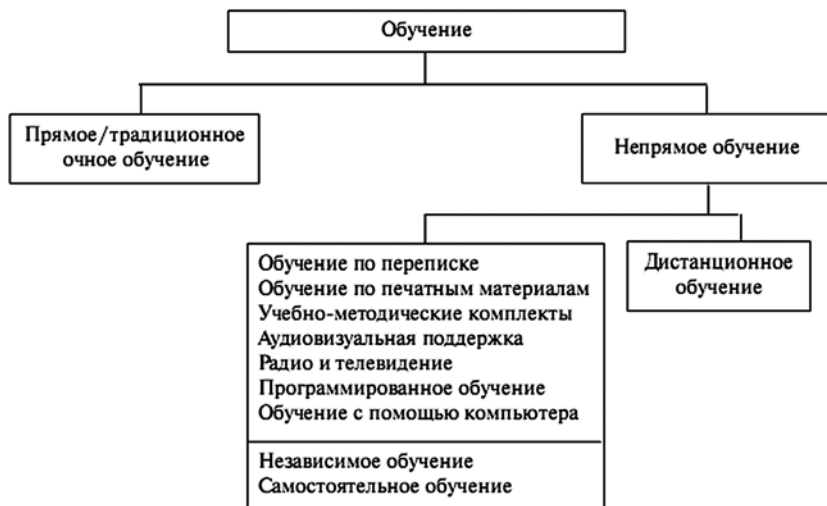 Обучение
Прямое/традиционное
очное обучение
Непрямое обучение
Обучение по переписке
Обучение по печатным материалам
Учебно-методические комплекты
Аудиовизуальная поддержка
Радио и телевидение
Программированное обучение
Обучение с помощью компьютера
Независимое обучение
Самостоятельное обучение
Дистанционное
обучение